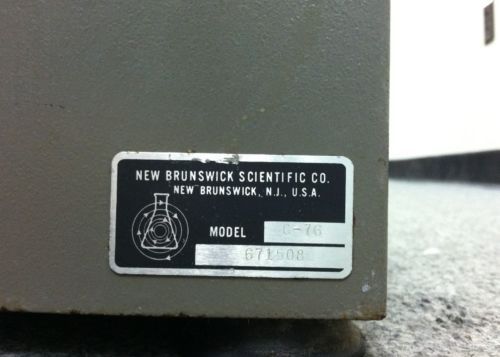 NEW BRUNSWICK SCIENTIFIC CO.
NEW BRUNSWICK, N.J., U.S.A.
MODEL C-76
671508